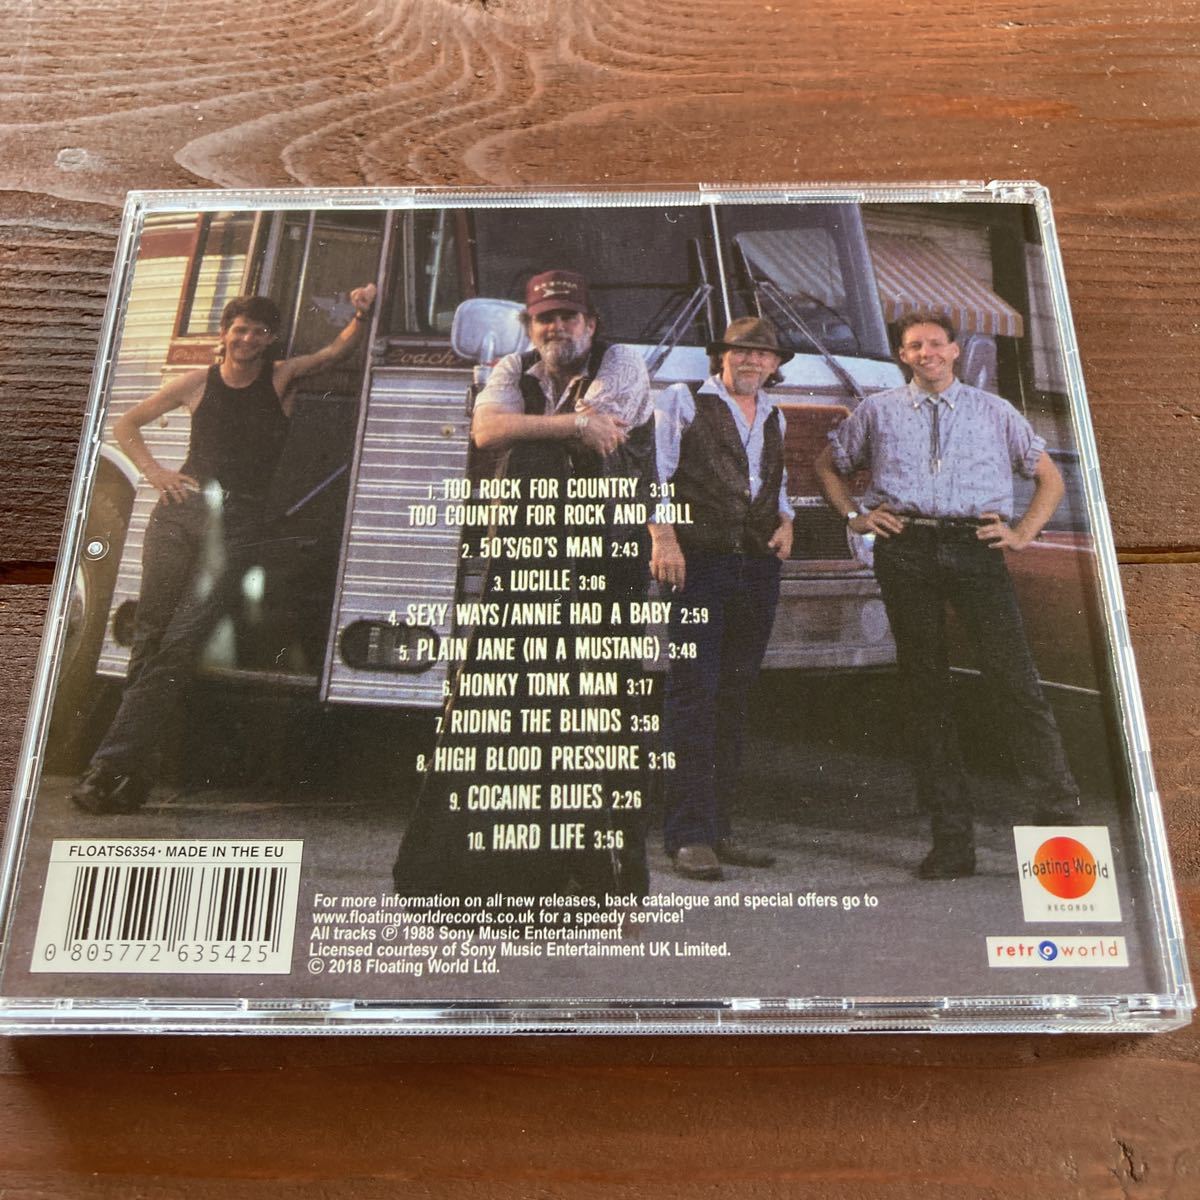 Coach
1. TOO ROCK FOR COUNTRY 3:01
TOO COUNTRY FOR ROCK AND ROLL
2. 50'S/60'S MAN 2:43
3. LUCILLE 3:06
4. SEXY WAYS/ANNIE HAD A BABY 2:59
5. PLAIN JANE (IN A MUSTANG) 3:48
6. HONKY TONK MAN 3:17
7. RIDING THE BLINDS 3:58
8. HIGH BLOOD PRESSURE 3:16
9. COCAINE BLUES 2:26
10. HARD LIFE 3:56
FLOATS6354 • MADE IN THE EU
0 805772 635425
For more information on all new releases, back catalogue and special offers go to
www.floatingworldrecords.co.uk for a speedy service!
All tracks ℗ 1988 Sony Music Entertainment
Licensed courtesy of Sony Music Entertainment UK Limited.
© 2018 Floating World Ltd.
Floating World
RECORDS
retroworld